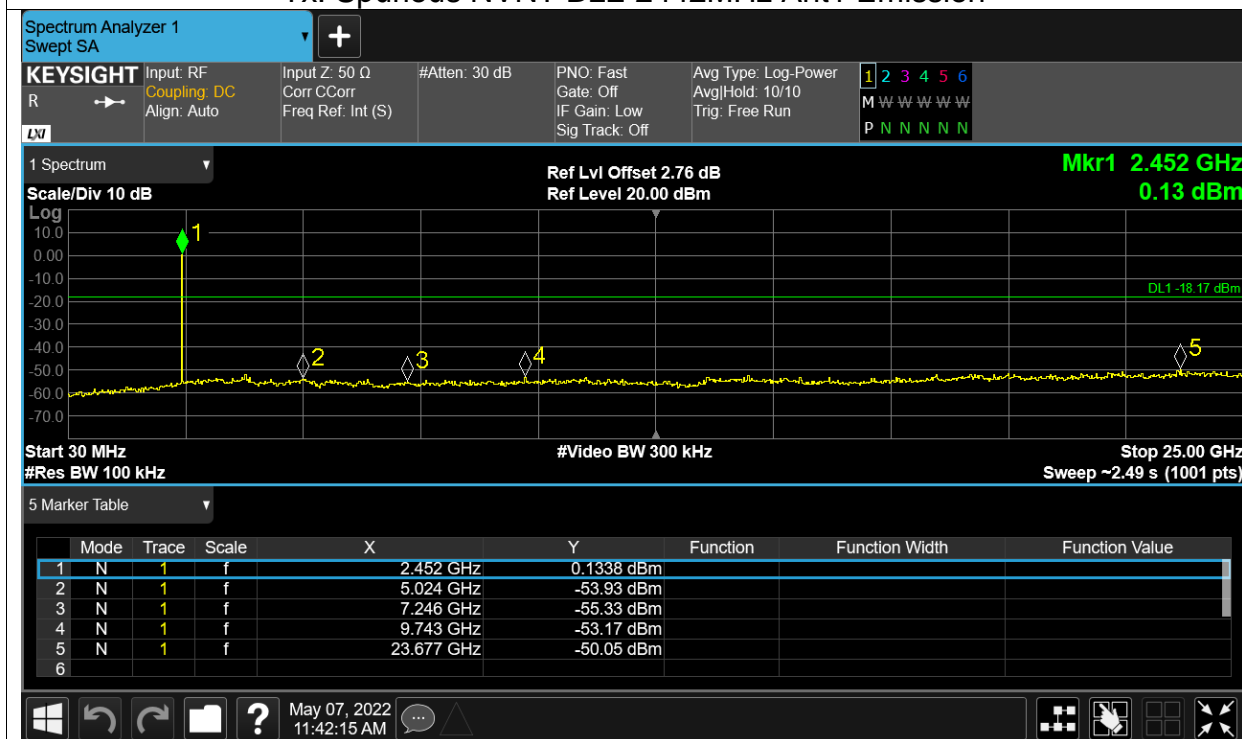 Tx. Spurious NVNT BLE 2442MHz Ant1 Emission
Spectrum Analyzer 1
Swept SA
KEYSIGHT
R
LXI
Input: RF
Coupling: DC
Align: Auto
Input Z: 50 Ω
Corr CCorr
Freq Ref: Int (S)
#Atten: 30 dB
PNO: Fast
Gate: Off
IF Gain: Low
Sig Track: Off
Avg Type: Log-Power
Avg|Hold: 10/10
Trig: Free Run
1 2 3 4 5 6
M W W W W W
P N N N N N
1 Spectrum
Scale/Div 10 dB
Ref Lvl Offset 2.76 dB
Ref Level 20.00 dBm
Mkr1 2.452 GHz
0.13 dBm
Log
10.0
0.00
-10.0
-20.0
-30.0
-40.0
-50.0
-60.0
-70.0
1
2
3
4
5
DL1 -18.17 dBm
Start 30 MHz
#Video BW 300 kHz
Stop 25.00 GHz
#Res BW 100 kHz
Sweep ~2.49 s (1001 pts)
5 Marker Table
Mode Trace Scale X Y Function Function Width Function Value
1 N 1 f 2.452 GHz 0.1338 dBm
2 N 1 f 5.024 GHz -53.93 dBm
3 N 1 f 7.246 GHz -55.33 dBm
4 N 1 f 9.743 GHz -53.17 dBm
5 N 1 f 23.677 GHz -50.05 dBm
6
?
May 07, 2022
11:42:15 AM